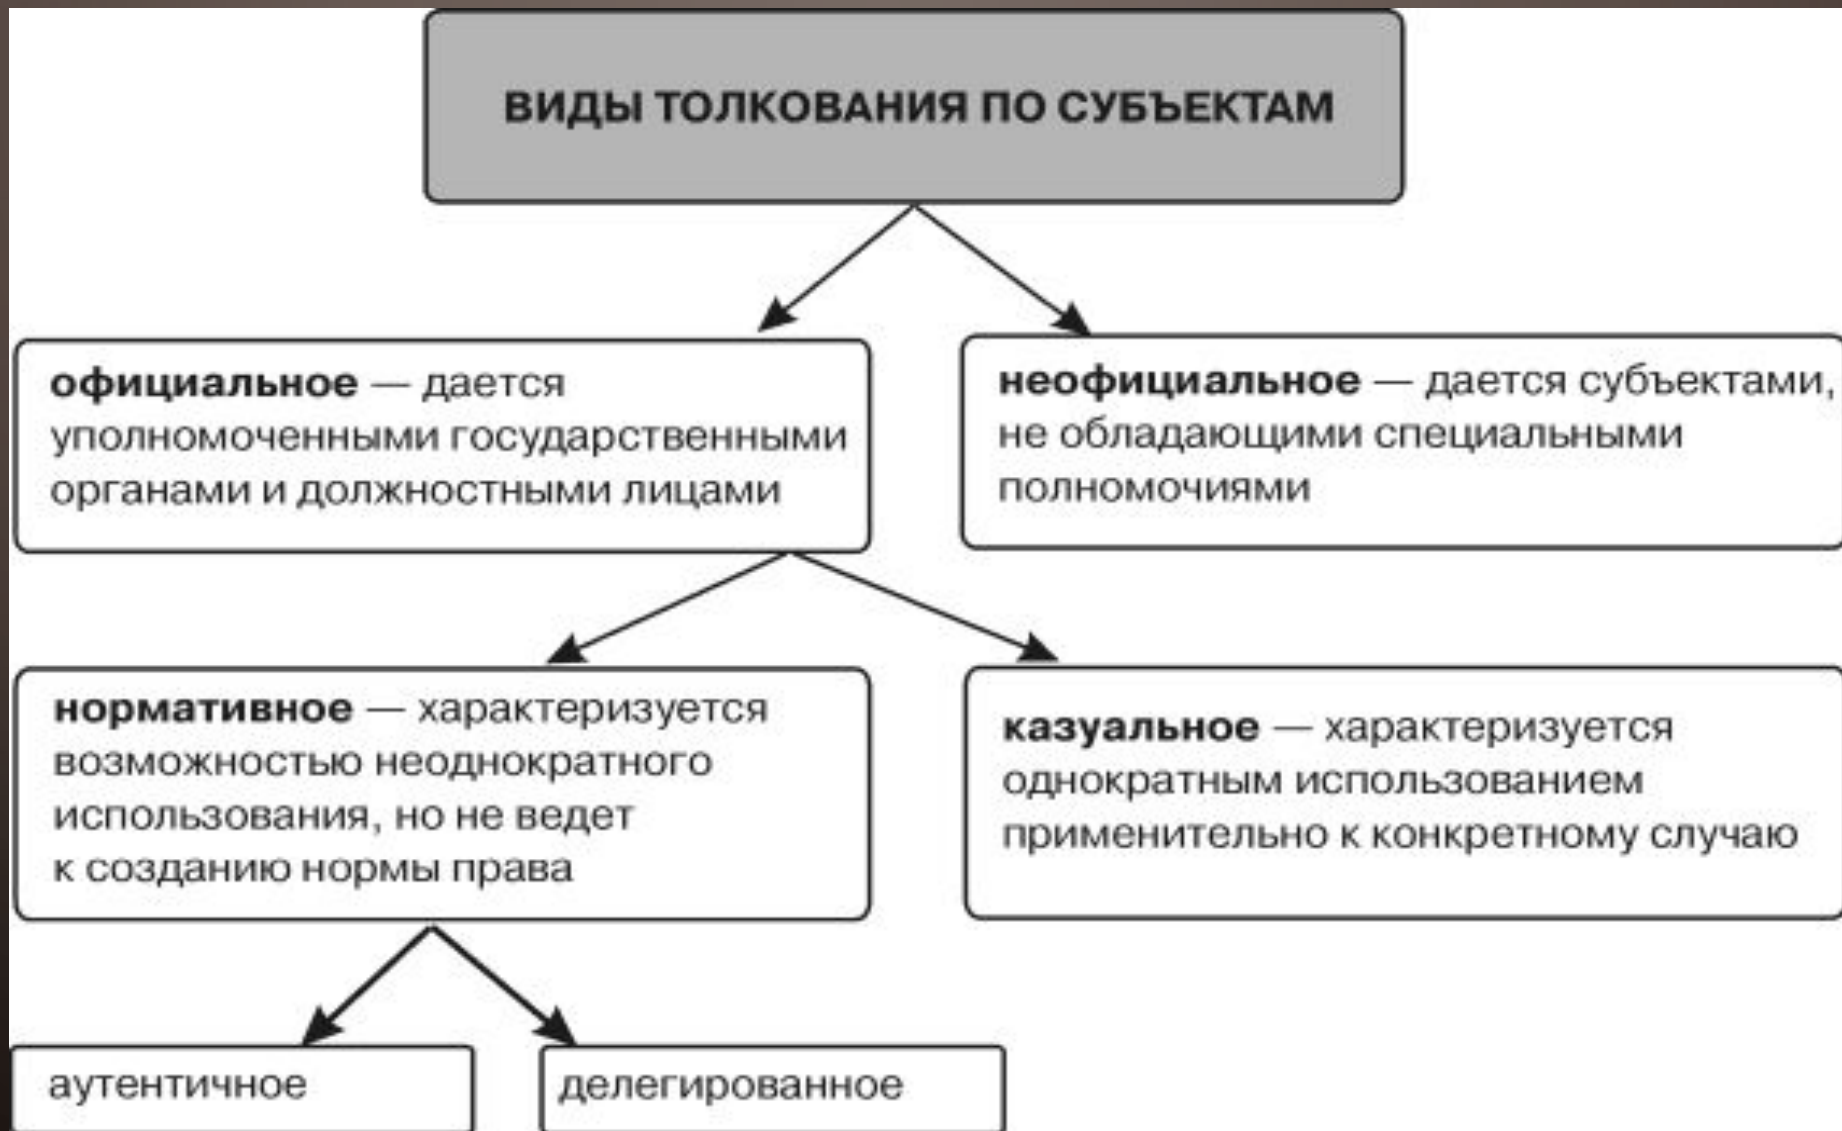 ВИДЫ ТОЛКОВАНИЯ ПО СУБЪЕКТАМ
официальное — дается
уполномоченными государственными
органами и должностными лицами
неофициальное — дается субъектами,
не обладающими специальными
полномочиями
нормативное — характеризуется
возможностью неоднократного
использования, но не ведет
к созданию нормы права
казуальное — характеризуется
однократным использованием
применительно к конкретному случаю
аутентичное
делегированное